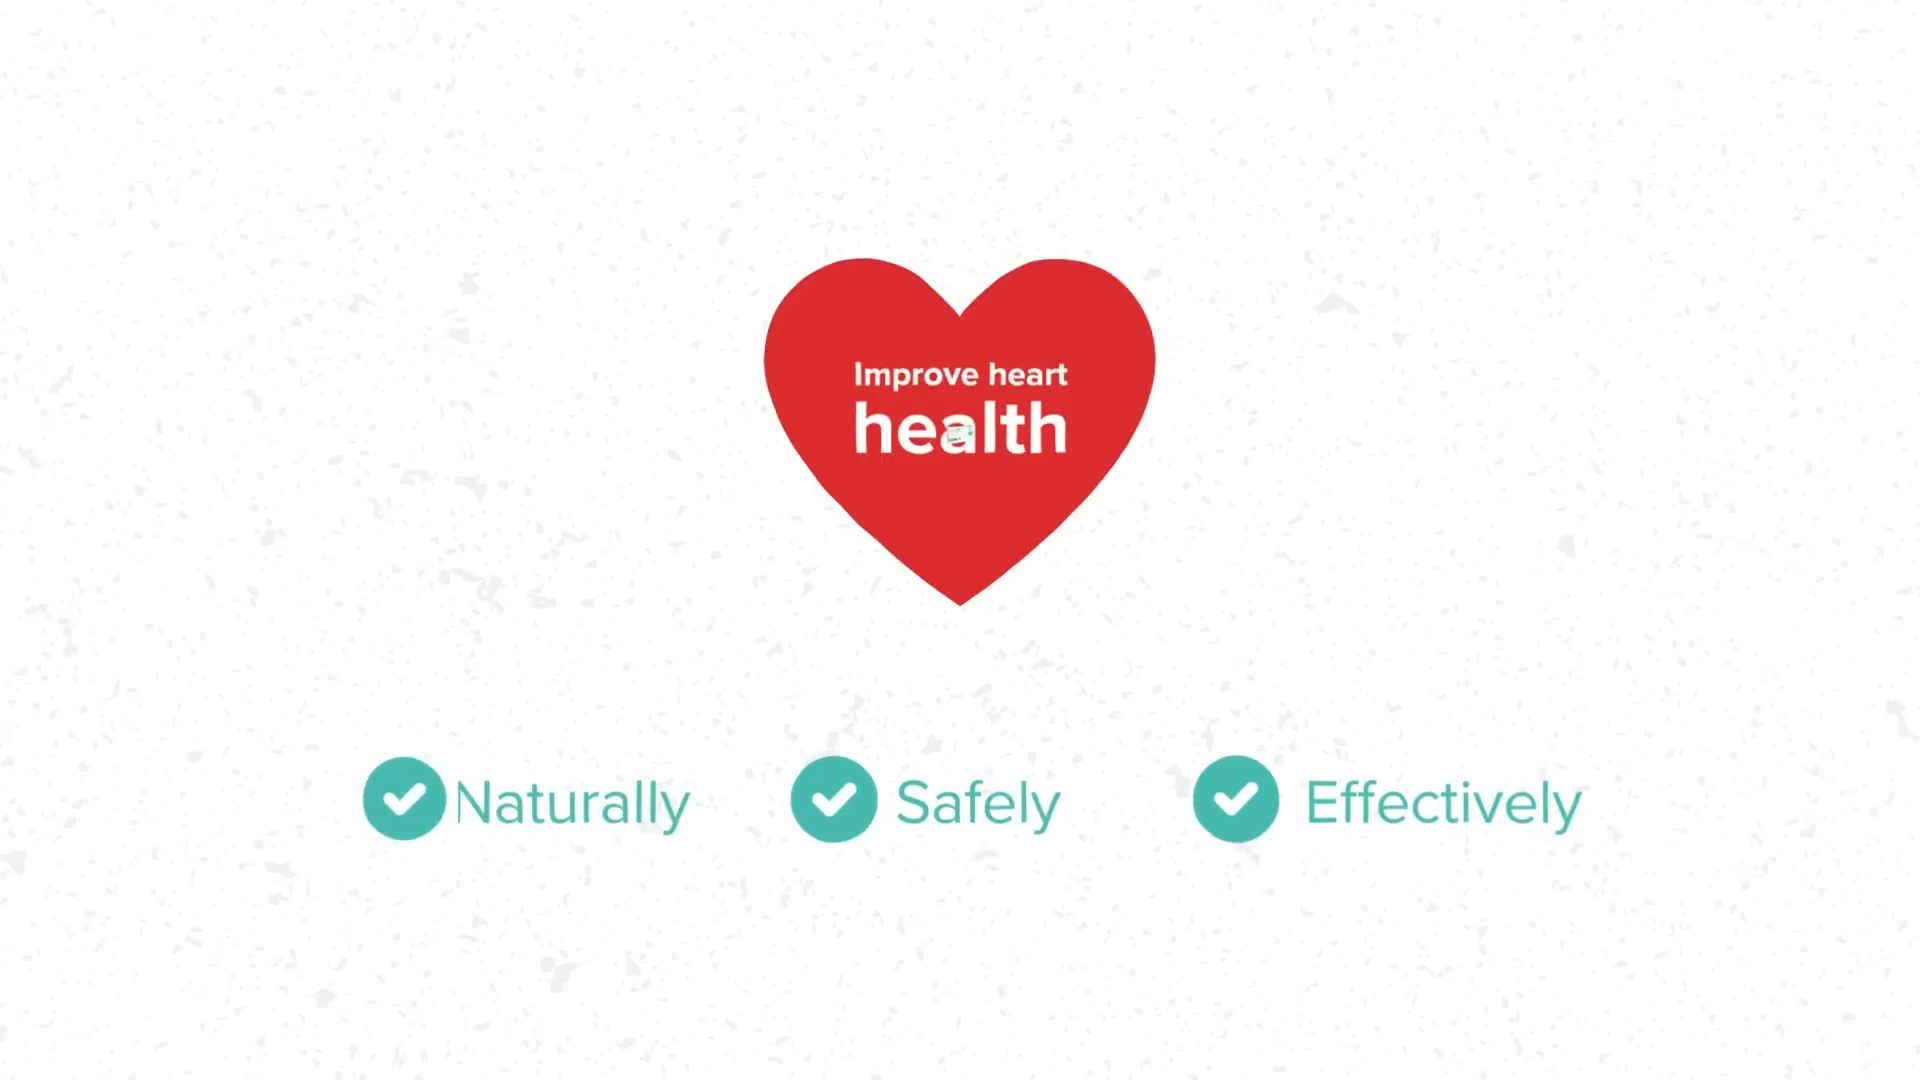 Improve heart
health
Naturally
Safely
Effectively